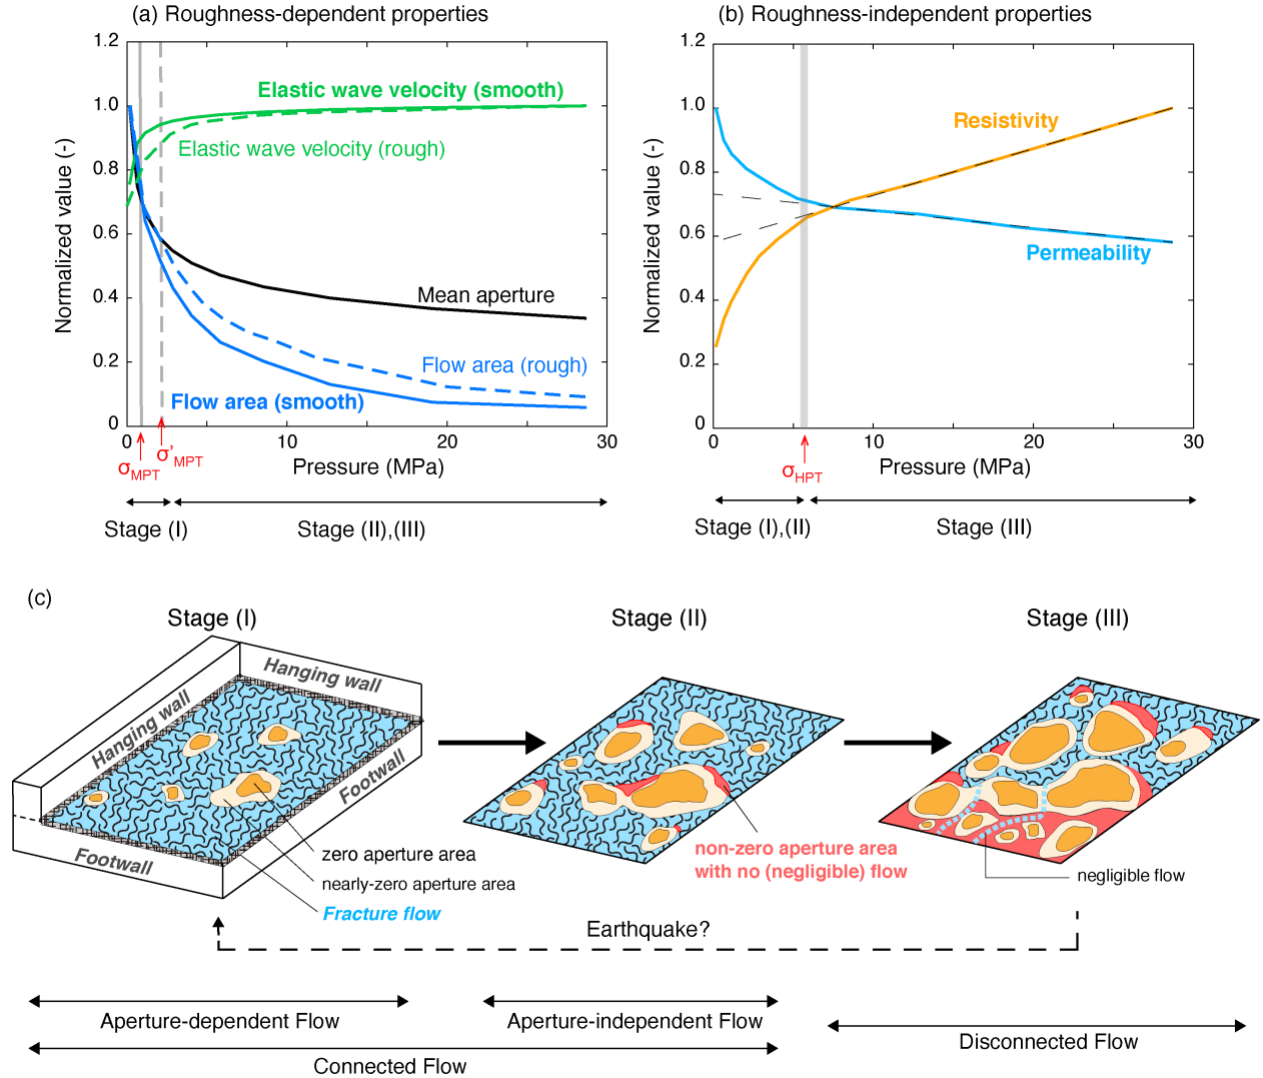 (a) Roughness-dependent properties
1.2
1.0
0.8
0.6
0.4
0.2
0
Normalized value (-)
Elastic wave velocity (smooth)
Elastic wave velocity (rough)
Mean aperture
Flow area (rough)
Flow area (smooth)
0
10
20
30
σMPT
σ'MPT
Pressure (MPa)
Stage (I)
Stage (II),(III)
(b) Roughness-independent properties
1.2
1.0
0.8
0.6
0.4
0.2
0
Normalized value (-)
Resistivity
Permeability
0
10
20
30
σHPT
Pressure (MPa)
Stage (I),(II)
Stage (III)
(c)
Stage (I)
Stage (II)
Stage (III)
Hanging wall
Hanging wall
Footwall
Footwall
zero aperture area
nearly-zero aperture area
Fracture flow
non-zero aperture area
with no (negligible) flow
negligible flow
Earthquake?
Aperture-dependent Flow
Aperture-independent Flow
Disconnected Flow
Connected Flow